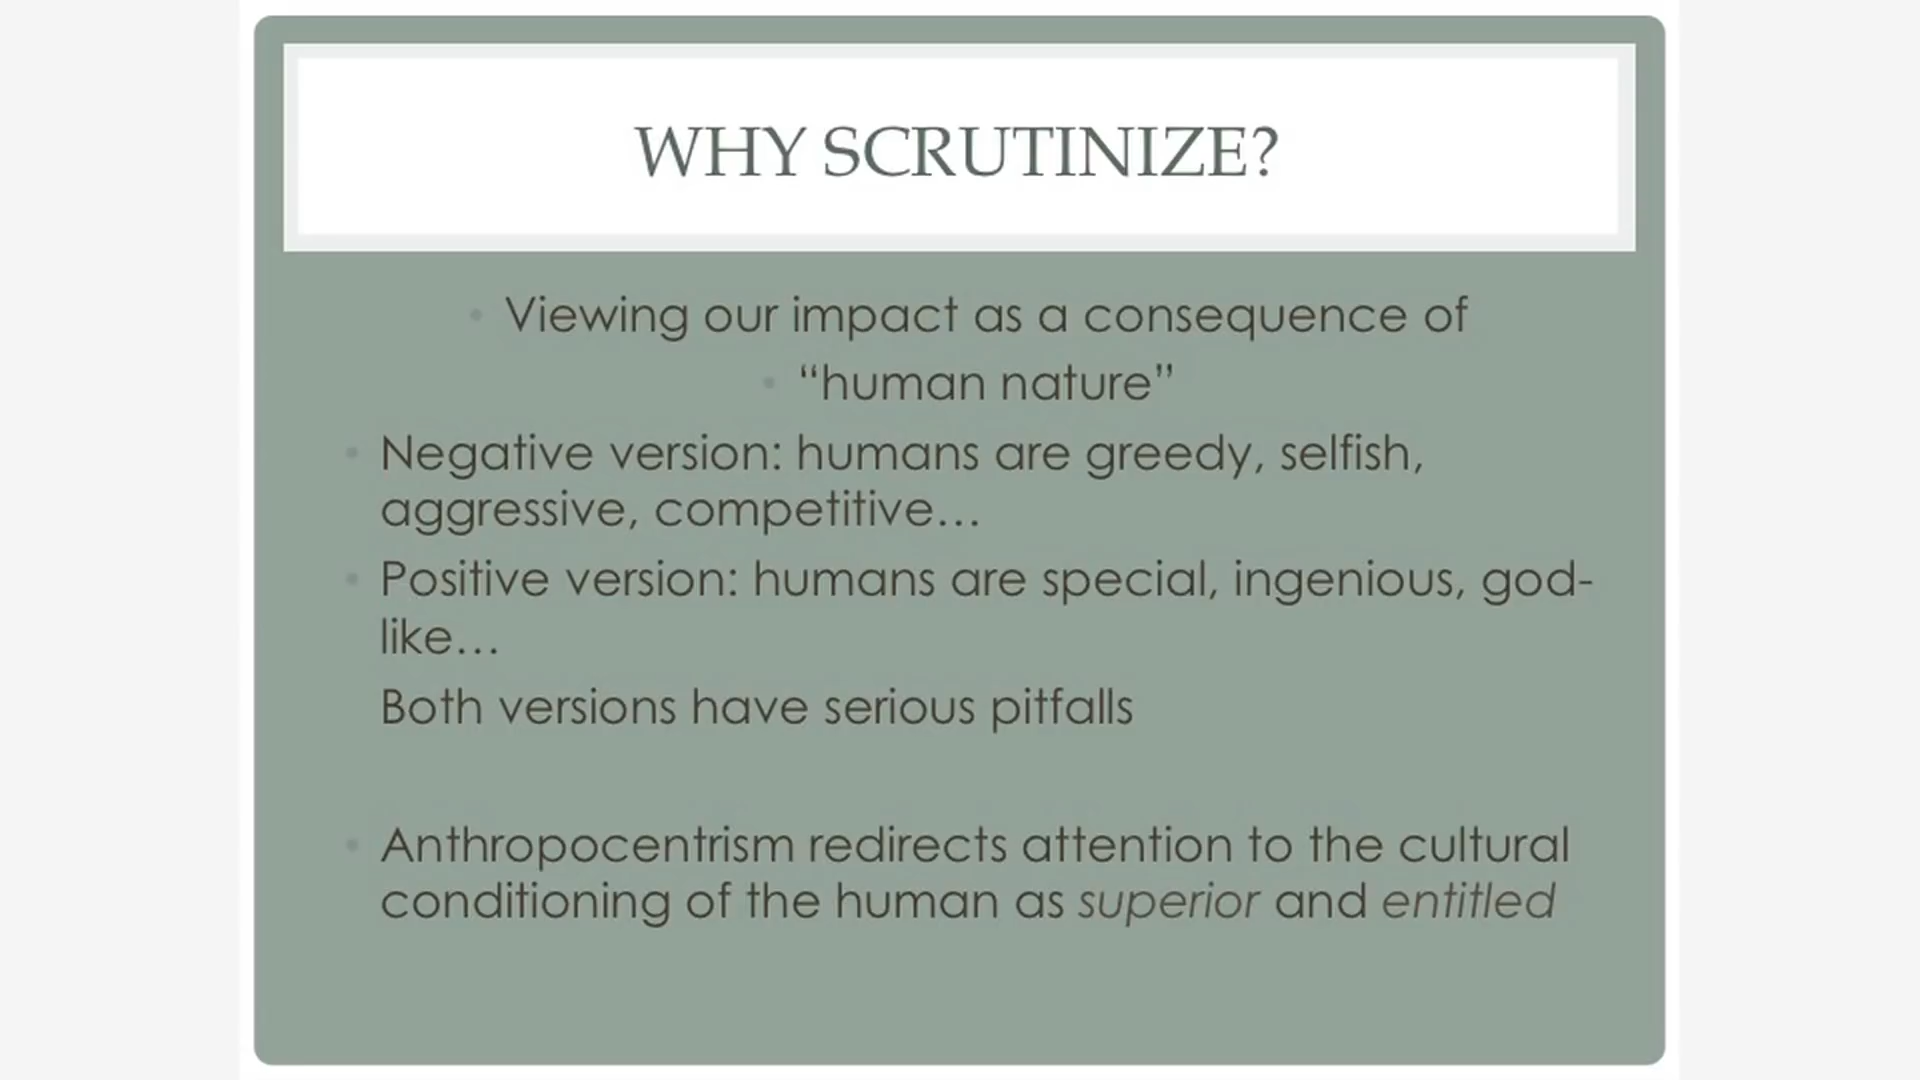 WHY SCRUTINIZE?
• Viewing our impact as a consequence of
• “human nature”
• Negative version: humans are greedy, selfish,
aggressive, competitive…
• Positive version: humans are special, ingenious, god-
like…
Both versions have serious pitfalls
• Anthropocentrism redirects attention to the cultural
conditioning of the human as superior and entitled